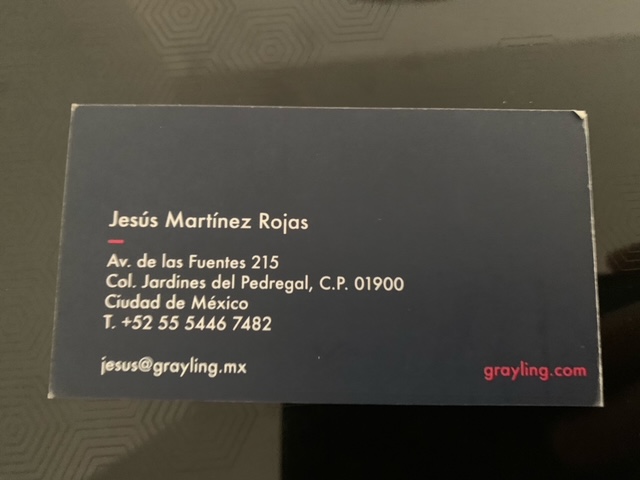 Jesús Martínez Rojas
Av. de las Fuentes 215
Col. Jardines del Pedregal, C.P. 01900
Ciudad de México
T. +52 55 5446 7482
jesus@grayling.mx
grayling.com